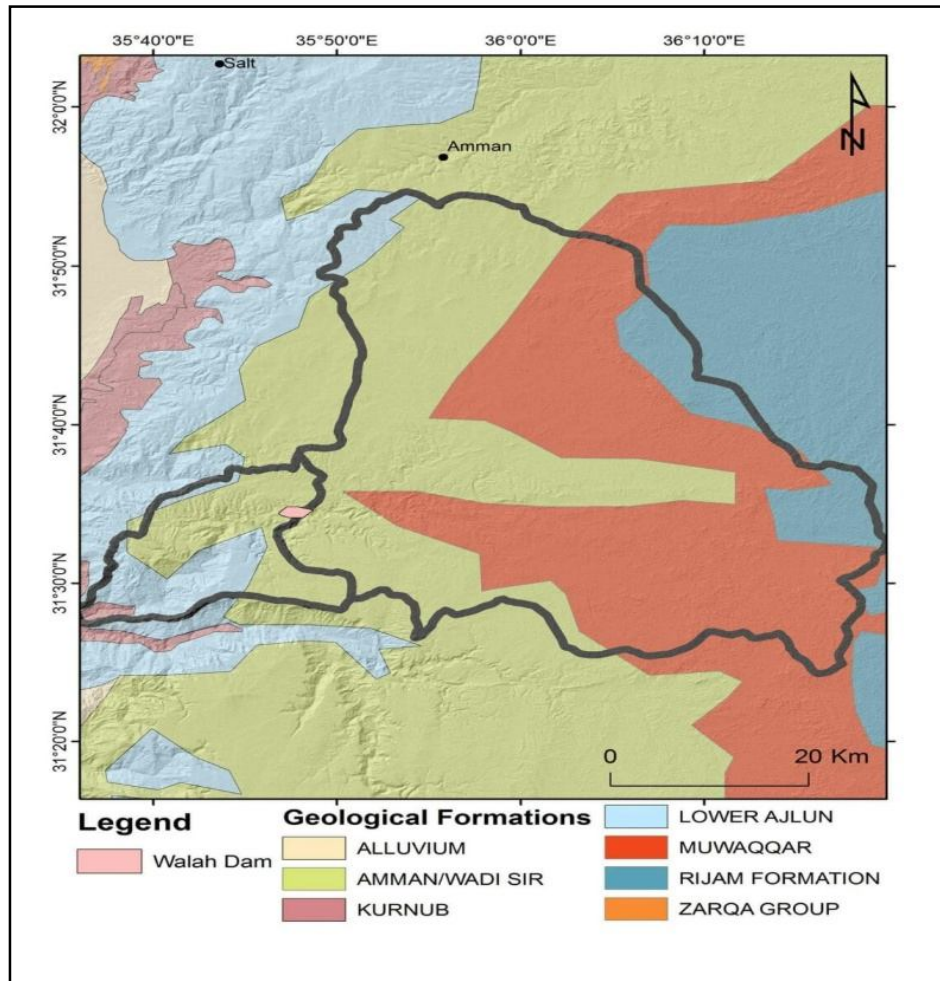 35°40'0"E 35°50'0"E 36°0'0"E 36°10'0"E
32°0'0"N
31°50'0"N
31°40'0"N
31°30'0"N
31°20'0"N
Salt
Amman
N
0 20 Km
Legend
Walah Dam
Geological Formations
ALLUVIUM
AMMAN/WADI SIR
KURNUB
LOWER AJLUN
MUWAQQAR
RIJAM FORMATION
ZARQA GROUP